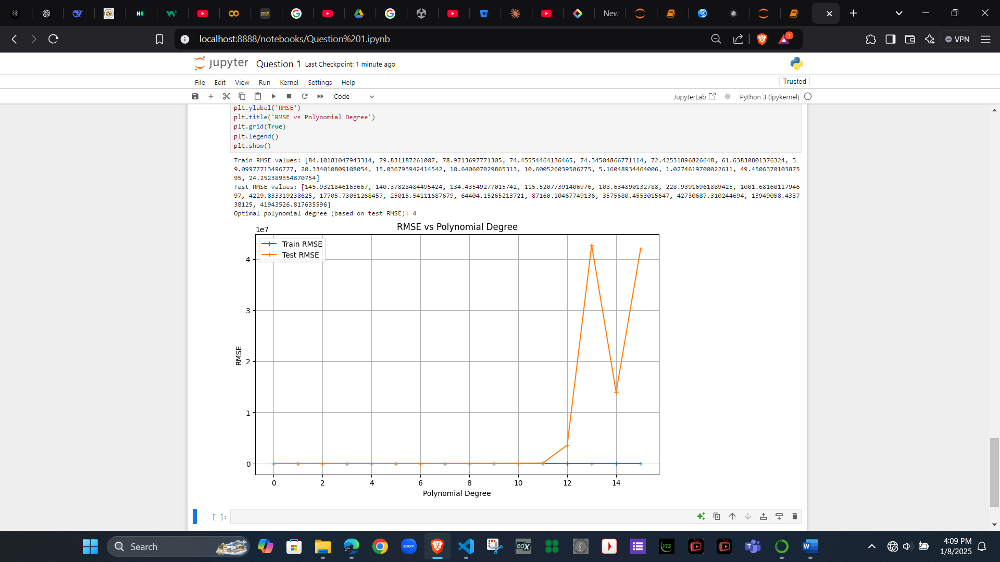 mt
New
localhost:8888/notebooks/Question%201.ipynb
1
VPN
jupyter Question 1 Last Checkpoint: 1 minute ago
File Edit View Run Kernel Settings Help
Trusted
Code
JupyterLab
Python 3 (ipykernel)
plt.ylabel('RMSE')
plt.title('RMSE vs Polynomial Degree')
plt.grid(True)
plt.legend()
plt.show()
Train RMSE values: [84.10181047943314, 79.831187261007, 78.9713697771305, 74.45554464136465, 74.34504866771114, 72.42531896826648, 61.63830801376324, 3
9.09977713496777, 20.334010809108054, 15.036793942414542, 10.640607029865313, 10.600526039506775, 5.16048934464006, 1.0274619700022611, 49.4506370103875
95, 24.252389354870754]
Test RMSE values: [145.9321846163667, 140.37828484495424, 134.43549277015742, 115.52077391406976, 108.634890132788, 228.93916961889425, 1001.68160117946
97, 4229.833319238625, 17705.73051268457, 25015.54111687679, 64404.15265213721, 87160.10467749136, 3575680.4553015647, 42730687.310244694, 13949058.4337
38125, 41943526.817635596]
Optimal polynomial degree (based on test RMSE): 4
RMSE vs Polynomial Degree
1e7
Train RMSE
Test RMSE
4
3
2
1
0
RMSE
0 2 4 6 8 10 12 14
Polynomial Degree
[ ]:
Search
zoom
edX
YTS
4:09 PM
1/8/2025